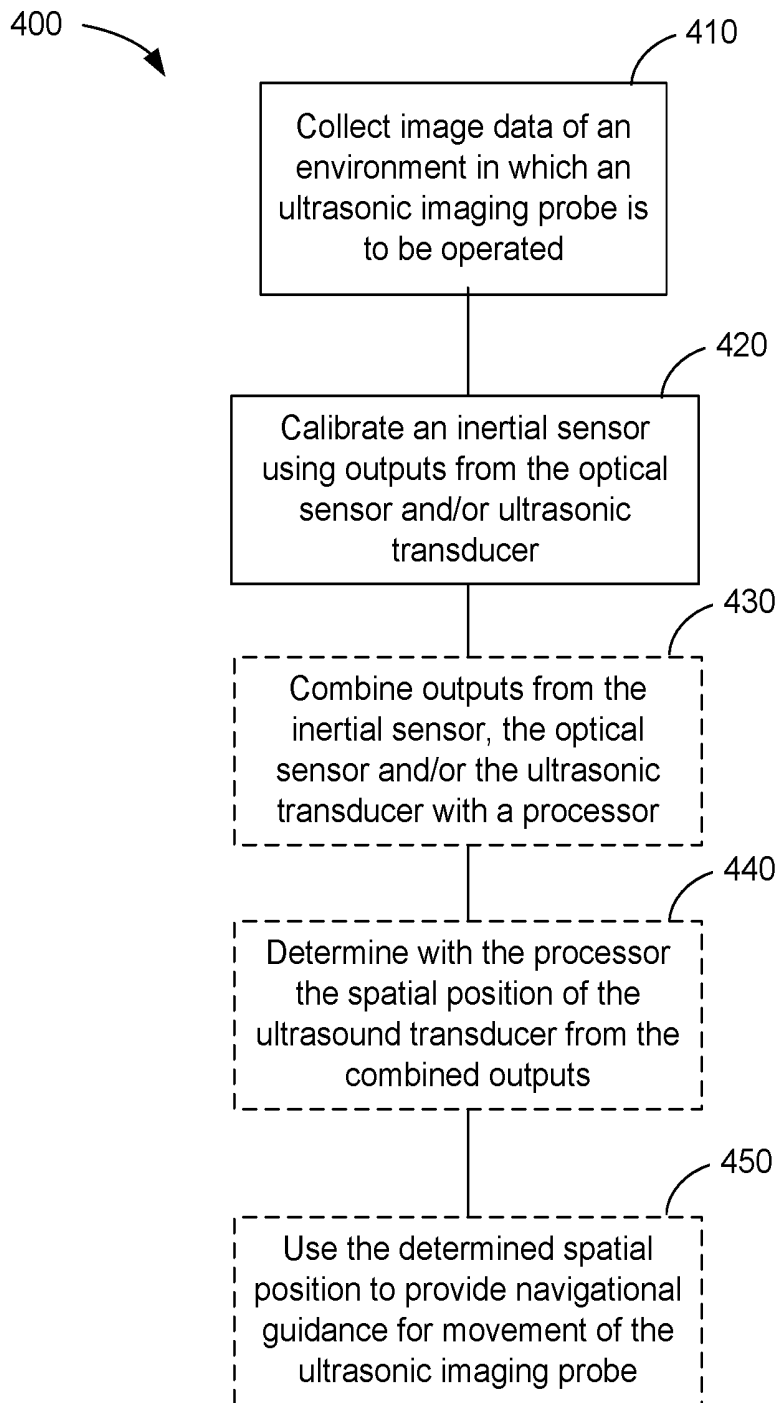 400
410
Collect image data of an
environment in which an
ultrasonic imaging probe is
to be operated
420
Calibrate an inertial sensor
using outputs from the optical
sensor and/or ultrasonic
transducer
430
Combine outputs from the
inertial sensor, the optical
sensor and/or the ultrasonic
transducer with a processor
440
Determine with the processor
the spatial position of the
ultrasound transducer from the
combined outputs
450
Use the determined spatial
position to provide navigational
guidance for movement of the
ultrasonic imaging probe